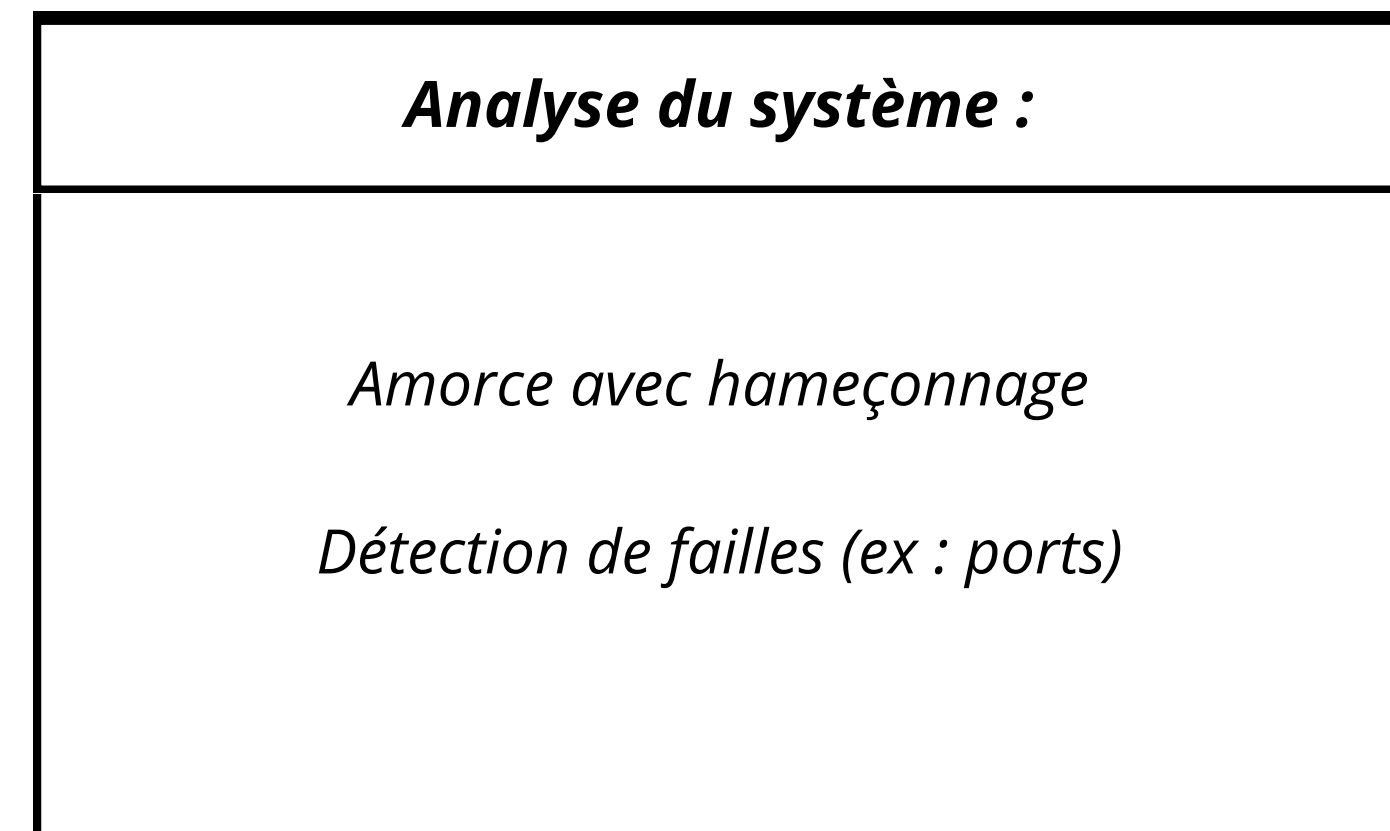 Analyse du système :
Amorce avec hameçonnage
Détection de failles (ex : ports)